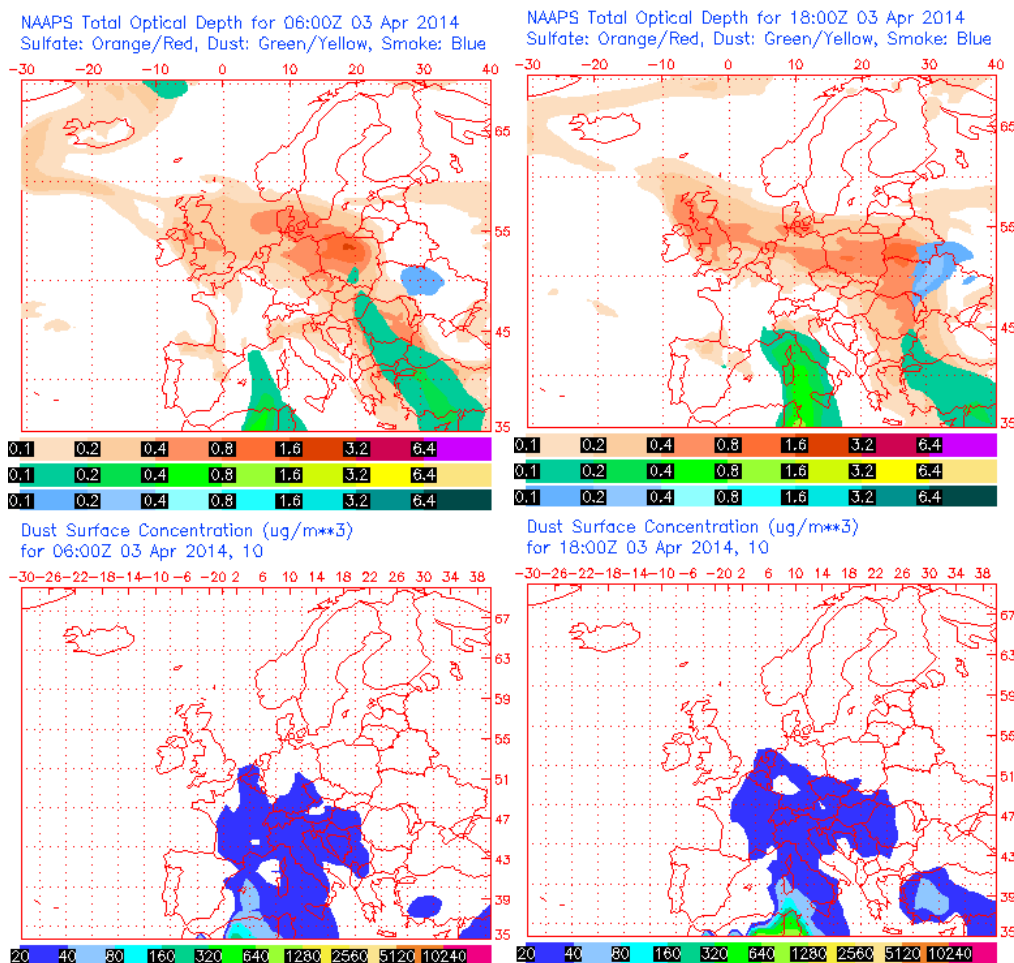 NAAPS Total Optical Depth for 06:00Z 03 Apr 2014
Sulfate: Orange/Red, Dust: Green/Yellow, Smoke: Blue
-30 -20 -10 0 10 20 30 40
65
55
45
35
0.1 0.2 0.4 0.8 1.6 3.2 6.4
0.1 0.2 0.4 0.8 1.6 3.2 6.4
0.1 0.2 0.4 0.8 1.6 3.2 6.4
NAAPS Total Optical Depth for 18:00Z 03 Apr 2014
Sulfate: Orange/Red, Dust: Green/Yellow, Smoke: Blue
-30 -20 -10 0 10 20 30 40
65
55
45
35
0.1 0.2 0.4 0.8 1.6 3.2 6.4
0.1 0.2 0.4 0.8 1.6 3.2 6.4
0.1 0.2 0.4 0.8 1.6 3.2 6.4
Dust Surface Concentration (ug/m**3)
for 06:00Z 03 Apr 2014, 10
-30-26-22-18-14-10 -6 -20 2 6 10 14 18 22 26 30 34 38
67
63
59
55
51
47
43
39
35
20 40 80 160 320 640 1280 2560 5120 10240
Dust Surface Concentration (ug/m**3)
for 18:00Z 03 Apr 2014, 10
-30-26-22-18-14-10 -6 -20 2 6 10 14 18 22 26 30 34 38
67
63
59
55
51
47
43
39
35
20 40 80 160 320 640 1280 2560 5120 10240